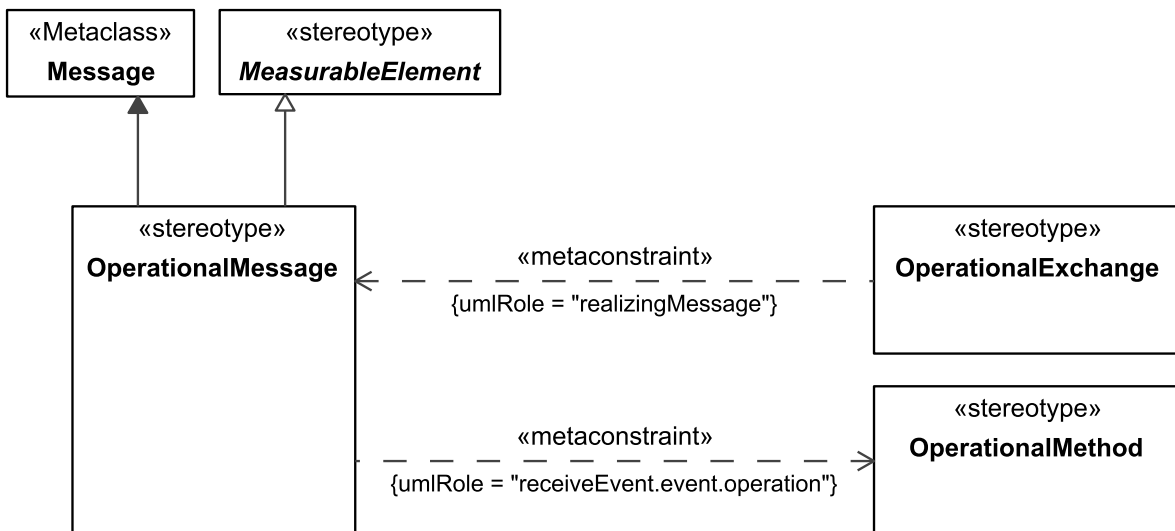 «Metaclass»
Message
«stereotype»
MeasurableElement
«stereotype»
OperationalMessage
«metaconstraint»
{umlRole = "realizingMessage"}
«stereotype»
OperationalExchange
«metaconstraint»
{umlRole = "receiveEvent.event.operation"}
«stereotype»
OperationalMethod